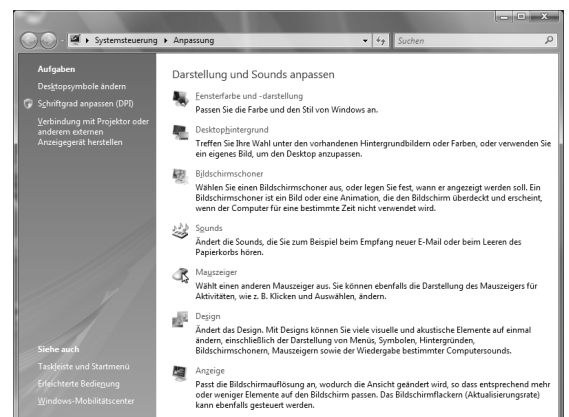 Systemsteuerung ▸ Anpassung
Suchen
Aufgaben
Desktopsymbole ändern
Schriftgrad anpassen (DPI)
Verbindung mit Projektor oder
anderem externen
Anzeigegerät herstellen
Siehe auch
Taskleiste und Startmenü
Erleichterte Bedienung
Windows-Mobilitätscenter
Darstellung und Sounds anpassen
Fensterfarbe und -darstellung
Passen Sie die Farbe und den Stil von Windows an.
Desktophintergrund
Treffen Sie Ihre Wahl unter den vorhandenen Hintergrundbildern oder Farben, oder verwenden Sie
ein eigenes Bild, um den Desktop anzupassen.
Bildschirmschoner
Wählen Sie einen Bildschirmschoner aus, oder legen Sie fest, wann er angezeigt werden soll. Ein
Bildschirmschoner ist ein Bild oder eine Animation, die den Bildschirm überdeckt und erscheint,
wenn der Computer für eine bestimmte Zeit nicht verwendet wird.
Sounds
Ändert die Sounds, die Sie zum Beispiel beim Empfang neuer E-Mail oder beim Leeren des
Papierkorbs hören.
Mauszeiger
Wählt einen anderen Mauszeiger aus. Sie können ebenfalls die Darstellung des Mauszeigers für
Aktivitäten, wie z. B. Klicken und Auswählen, ändern.
Design
Ändert das Design. Mit Designs können Sie viele visuelle und akustische Elemente auf einmal
ändern, einschließlich der Darstellung von Menüs, Symbolen, Hintergründen,
Bildschirmschonern, Mauszeigern sowie der Wiedergabe bestimmter Computersounds.
Anzeige
Passt die Bildschirmauflösung an, wodurch die Ansicht geändert wird, so dass entsprechend mehr
oder weniger Elemente auf den Bildschirm passen. Das Bildschirmflackern (Aktualisierungsrate)
kann ebenfalls gesteuert werden.